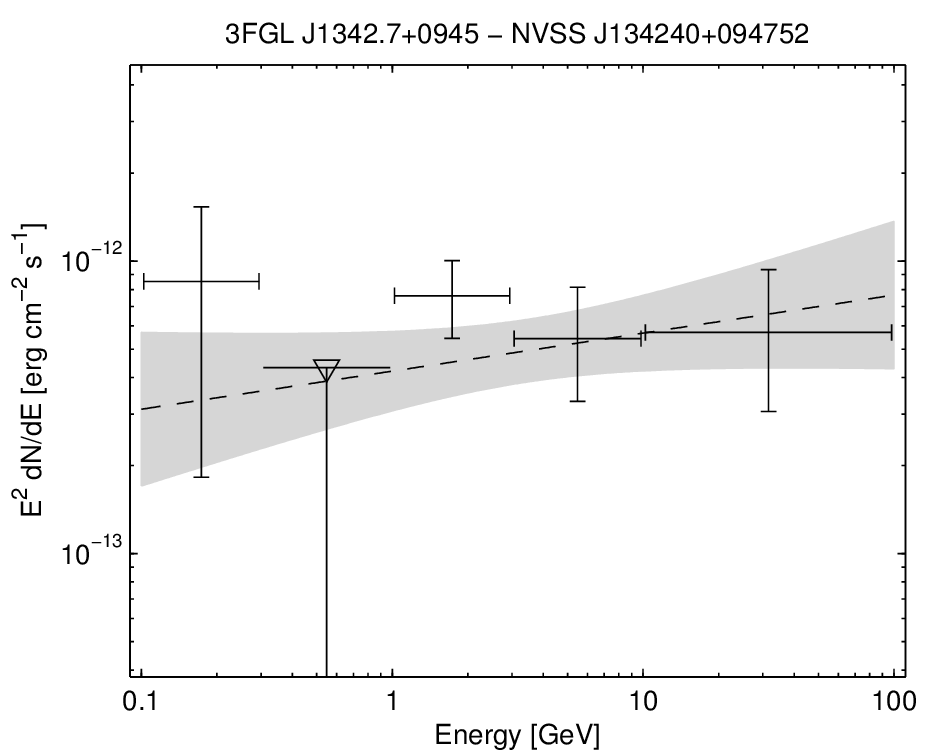 3FGL J1342.7+0945 − NVSS J134240+094752
E² dN/dE [erg cm⁻² s⁻¹]
10⁻¹²
10⁻¹³
0.1 1 10 100
Energy [GeV]